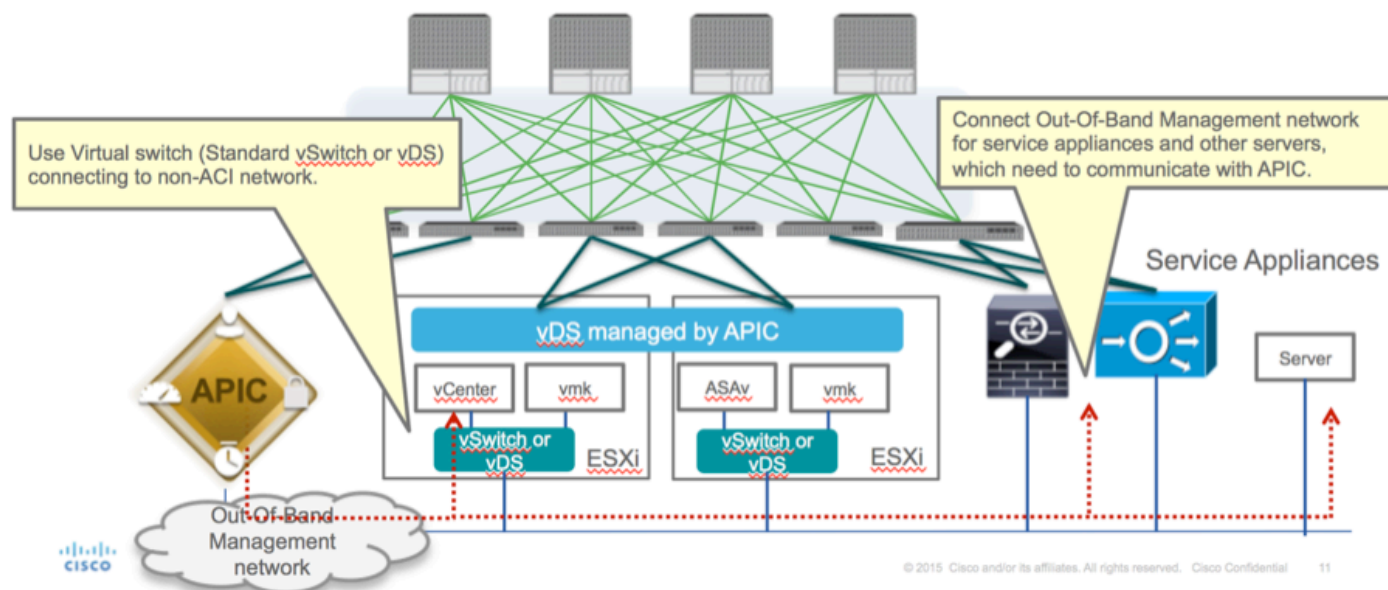 Use Virtual switch (Standard vSwitch or vDS)
connecting to non-ACI network.
Connect Out-Of-Band Management network
for service appliances and other servers,
which need to communicate with APIC.
Service Appliances
vDS managed by APIC
APIC
vCenter
vmk
ASAv
vmk
Server
vSwitch or
vDS
ESXi
vSwitch or
vDS
ESXi
Out-Of-Band
Management
network
CISCO
© 2015 Cisco and/or its affiliates. All rights reserved. Cisco Confidential 11